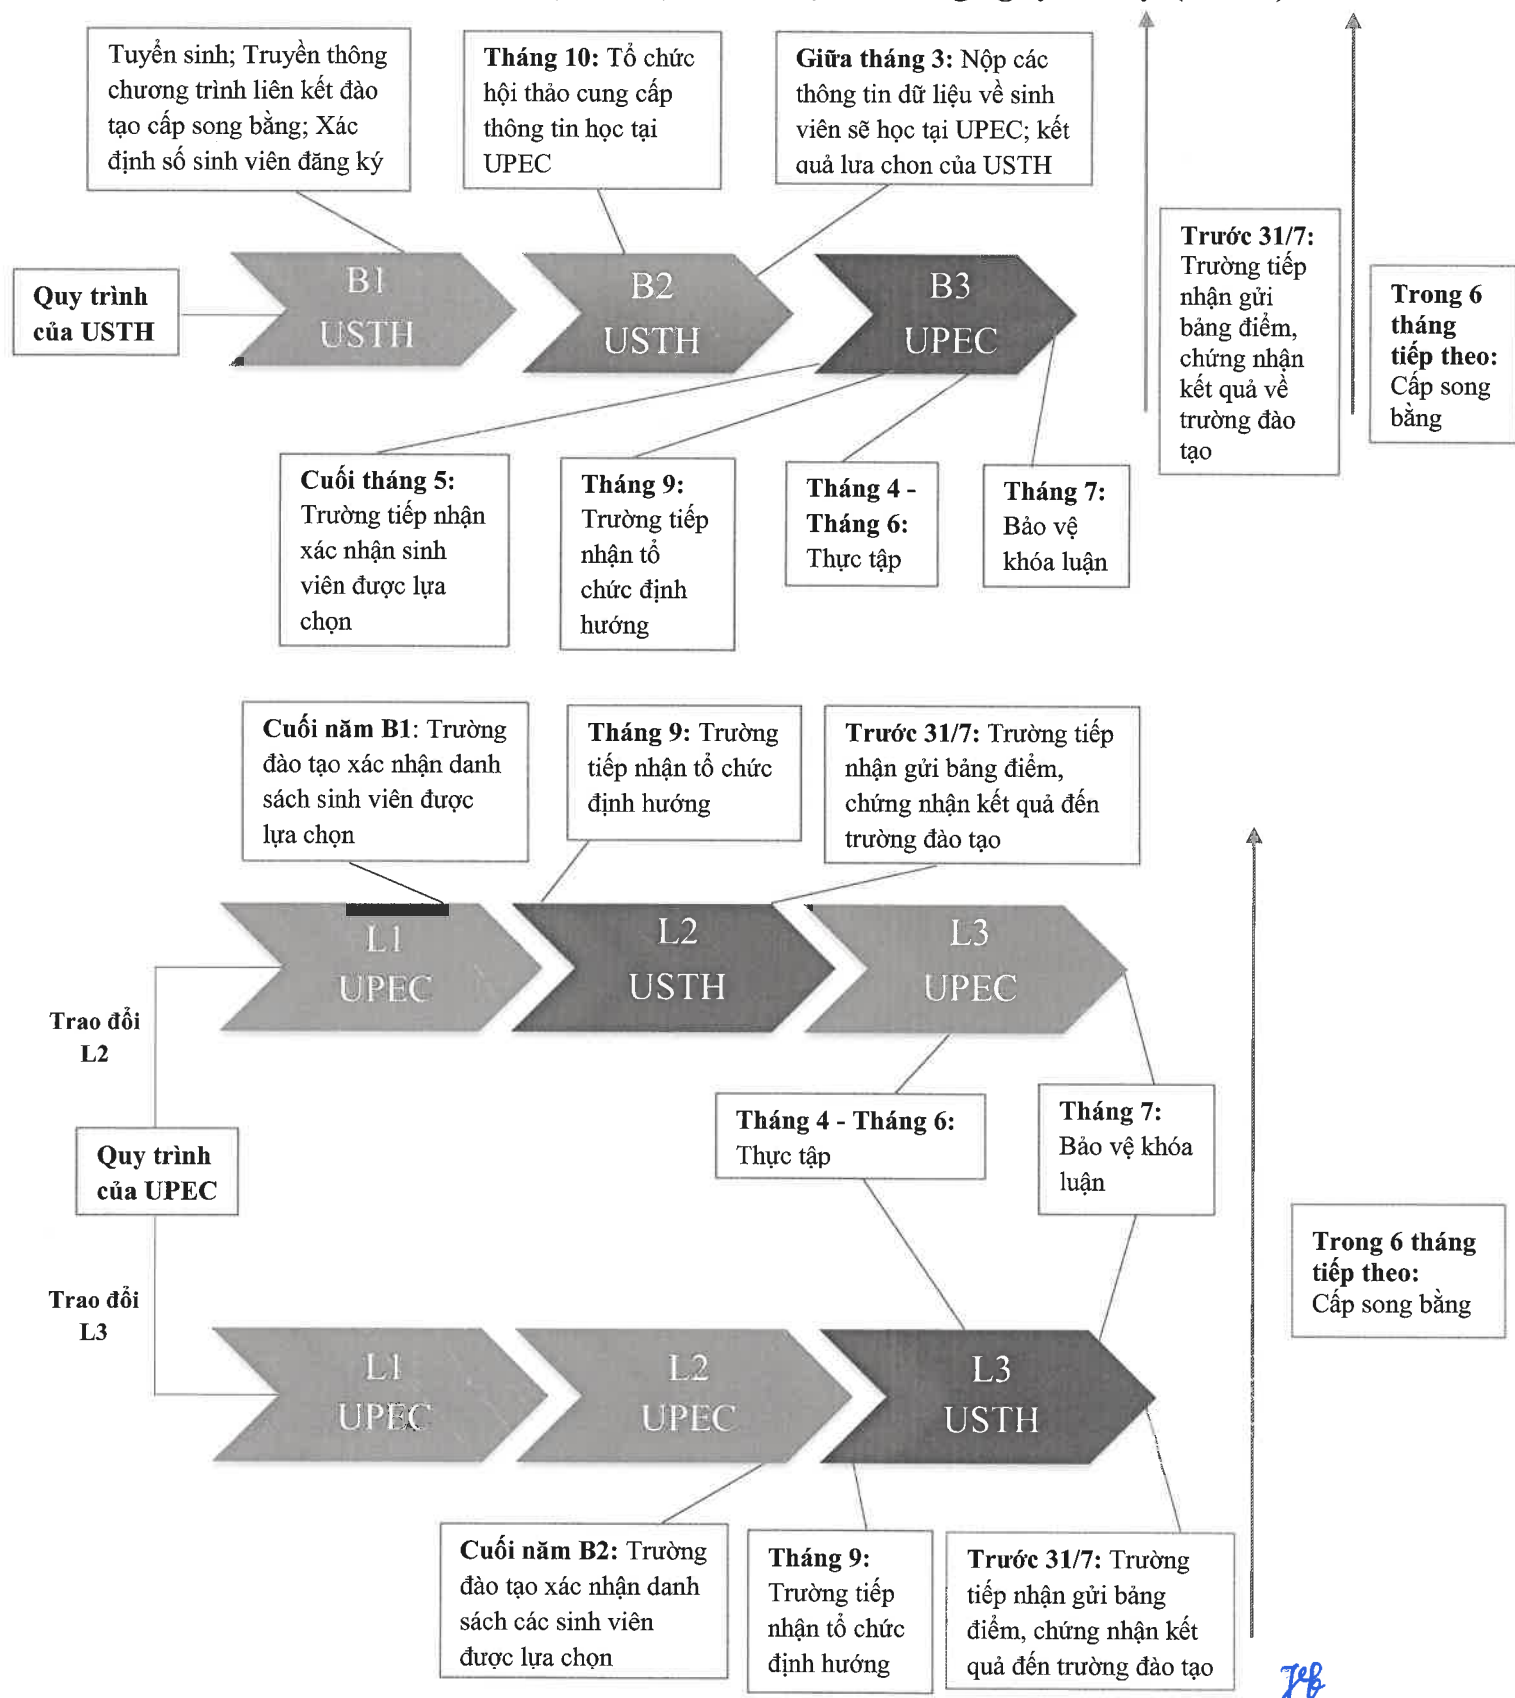 Tuyển sinh; Truyền thông
chương trình liên kết đào
tạo cấp song bằng; Xác
định số sinh viên đăng ký
Tháng 10: Tổ chức
hội thảo cung cấp
thông tin học tại
UPEC
Giữa tháng 3: Nộp các
thông tin dữ liệu về sinh
viên sẽ học tại UPEC; kết
quả lựa chọn của USTH
Quy trình
của USTH
B1
USTH
B2
USTH
B3
UPEC
Trước 31/7:
Trường tiếp
nhận gửi
bảng điểm,
chứng nhận
kết quả về
trường đào
tạo
Trong 6
tháng
tiếp theo:
Cấp song
bằng
Cuối tháng 5:
Trường tiếp nhận
xác nhận sinh
viên được lựa
chọn
Tháng 9:
Trường tiếp
nhận tổ
chức định
hướng
Tháng 4 -
Tháng 6:
Thực tập
Tháng 7:
Bảo vệ
khóa luận
Cuối năm B1: Trường
đào tạo xác nhận danh
sách sinh viên được
lựa chọn
Tháng 9: Trường
tiếp nhận tổ chức
định hướng
Trước 31/7: Trường tiếp
nhận gửi bảng điểm,
chứng nhận kết quả đến
trường đào tạo
L1
UPEC
L2
USTH
L3
UPEC
Trao đổi
L2
Tháng 4 - Tháng 6:
Thực tập
Tháng 7:
Bảo vệ khóa
luận
Quy trình
của UPEC
Trong 6 tháng
tiếp theo:
Cấp song bằng
Trao đổi
L3
L1
UPEC
L2
UPEC
L3
USTH
Cuối năm B2: Trường
đào tạo xác nhận danh
sách các sinh viên
được lựa chọn
Tháng 9:
Trường tiếp
nhận tổ chức
định hướng
Trước 31/7: Trường
tiếp nhận gửi bảng
điểm, chứng nhận kết
quả đến trường đào tạo